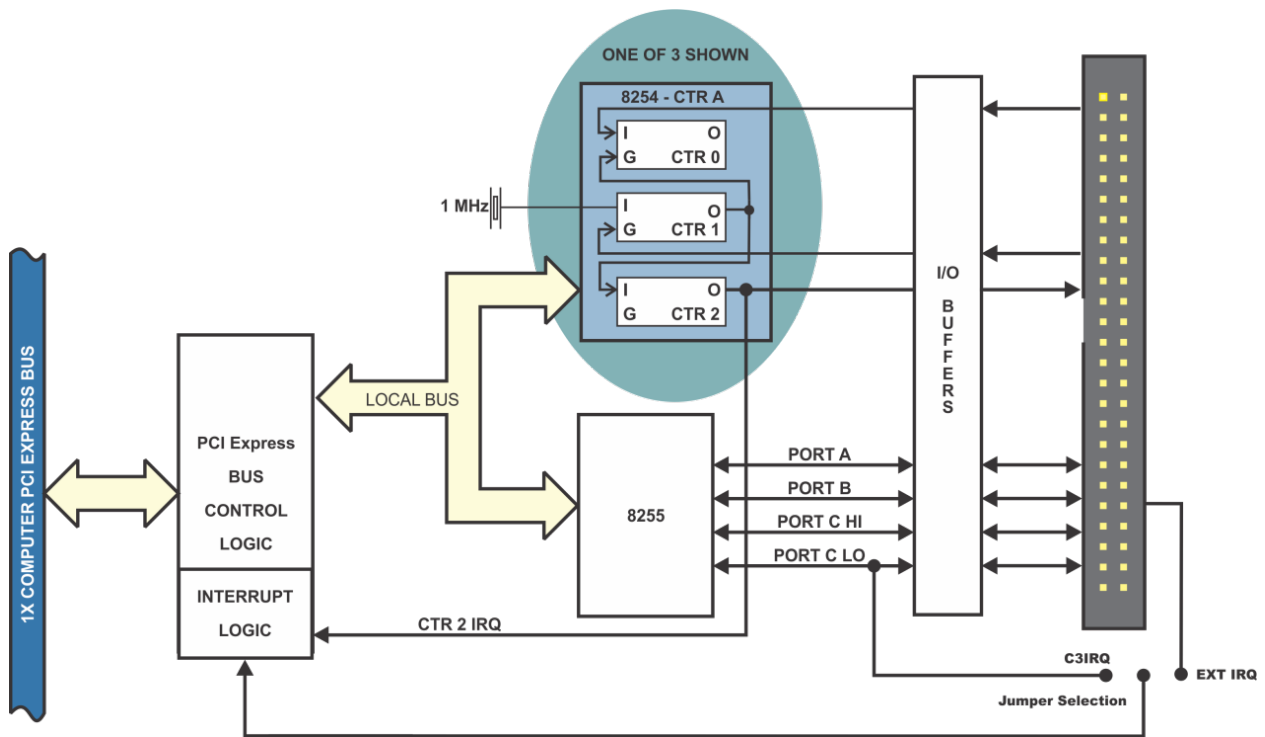 ONE OF 3 SHOWN
8254 - CTR A
I O
G CTR 0
1 MHz
I O
G CTR 1
I O
G CTR 2
I/O
BUFFERS
1X COMPUTER PCI EXPRESS BUS
LOCAL BUS
PCI Express
BUS
CONTROL
LOGIC
INTERRUPT
LOGIC
8255
PORT A
PORT B
PORT C HI
PORT C LO
CTR 2 IRQ
C3IRQ
EXT IRQ
Jumper Selection